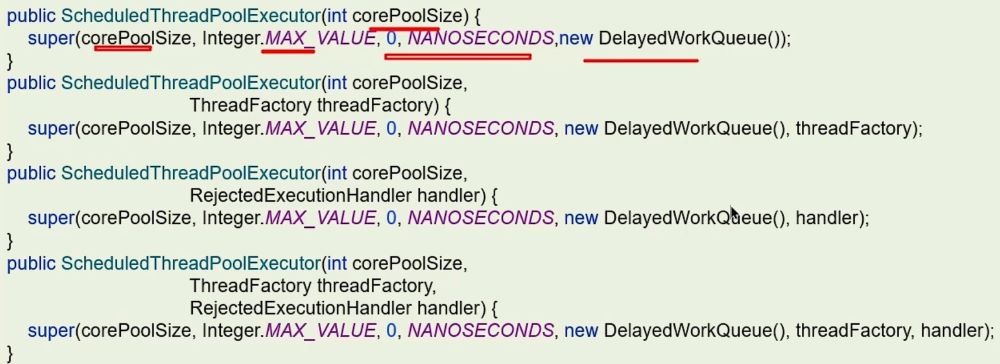 public ScheduledThreadPoolExecutor(int corePoolSize) {
super(corePoolSize, Integer.MAX_VALUE, 0, NANOSECONDS,new DelayedWorkQueue());
}
public ScheduledThreadPoolExecutor(int corePoolSize,
ThreadFactory threadFactory) {
super(corePoolSize, Integer.MAX_VALUE, 0, NANOSECONDS, new DelayedWorkQueue(), threadFactory);
}
public ScheduledThreadPoolExecutor(int corePoolSize,
RejectedExecutionHandler handler) {
super(corePoolSize, Integer.MAX_VALUE, 0, NANOSECONDS, new DelayedWorkQueue(), handler);
}
public ScheduledThreadPoolExecutor(int corePoolSize,
ThreadFactory threadFactory,
RejectedExecutionHandler handler) {
super(corePoolSize, Integer.MAX_VALUE, 0, NANOSECONDS, new DelayedWorkQueue(), threadFactory, handler);
}